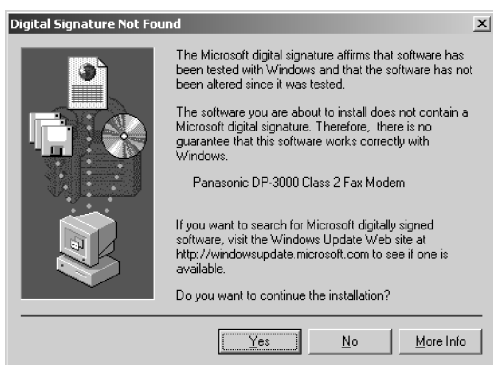 Digital Signature Not Found
The Microsoft digital signature affirms that software has
been tested with Windows and that the software has not
been altered since it was tested.
The software you are about to install does not contain a
Microsoft digital signature. Therefore, there is no
guarantee that this software works correctly with
Windows.
Panasonic DP-3000 Class 2 Fax Modem
If you want to search for Microsoft digitally signed
software, visit the Windows Update Web site at
http://windowsupdate.microsoft.com to see if one is
available.
Do you want to continue the installation?
Yes No More Info